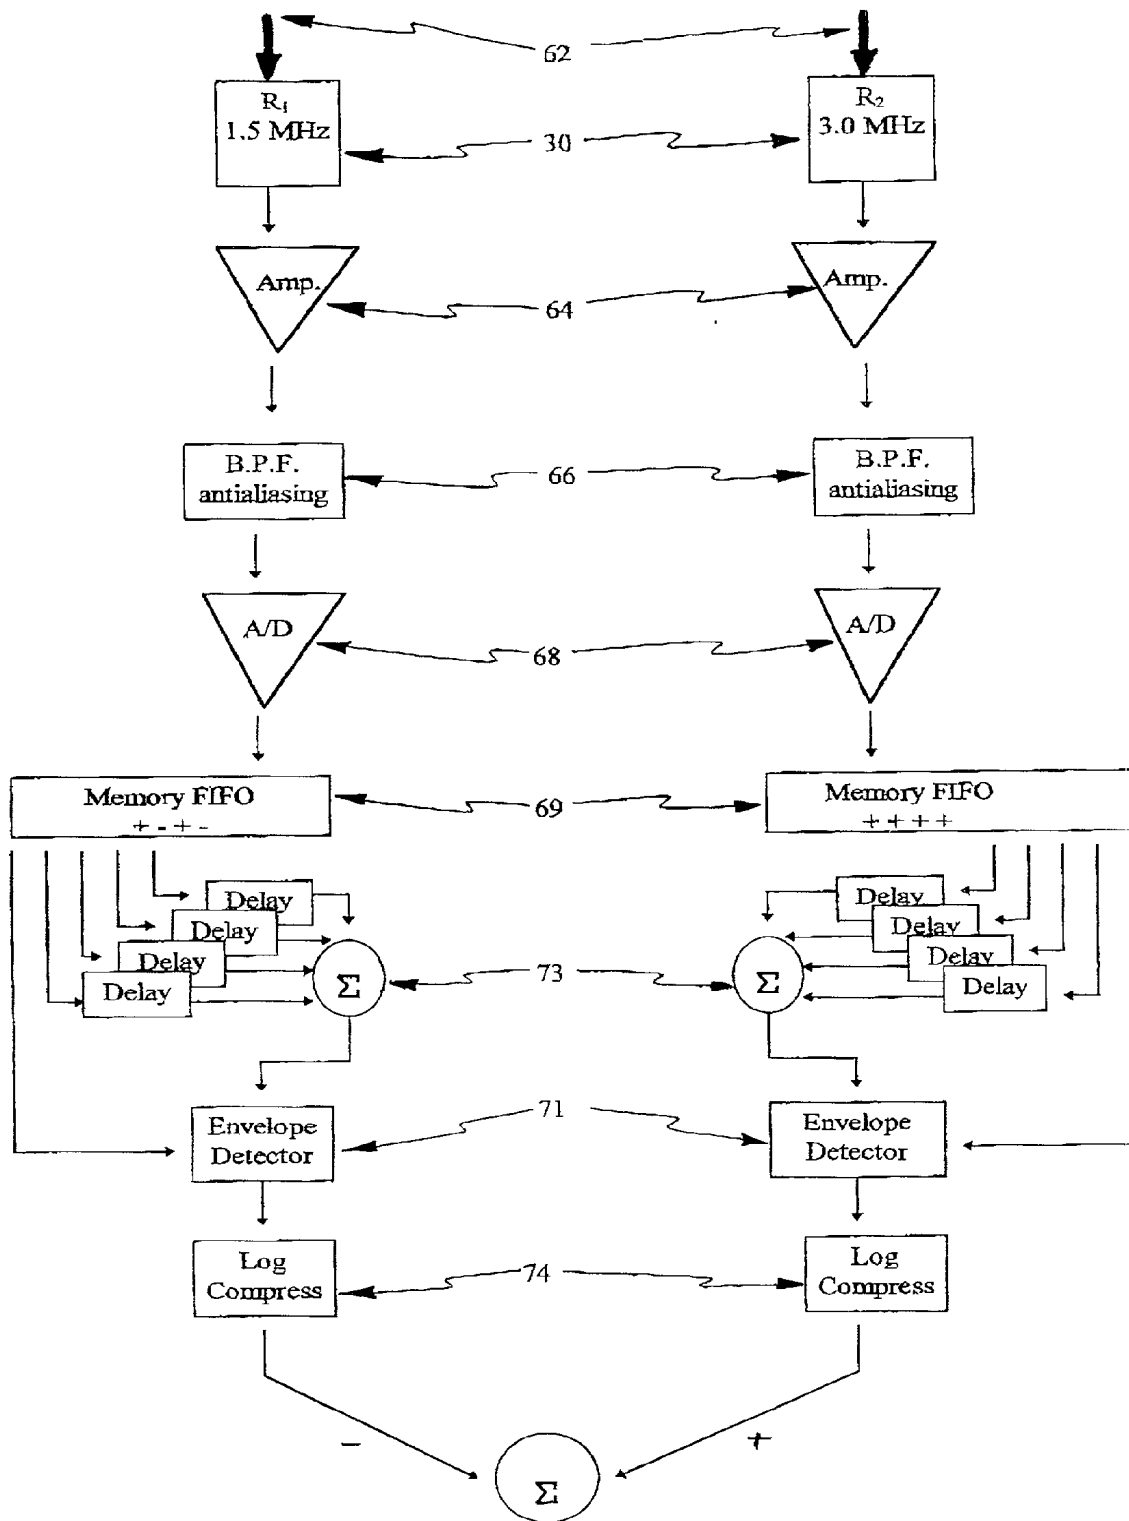 62
R₁
1.5 MHz
R₂
3.0 MHz
30
Amp.
Amp.
64
B.P.F.
antialiasing
B.P.F.
antialiasing
66
A/D
A/D
68
Memory FIFO
+ - + -
Memory FIFO
+ + + +
69
Delay
Delay
Delay
Delay
Σ
73
Σ
Delay
Delay
Delay
Delay
Envelope
Detector
71
Envelope
Detector
Log
Compress
74
Log
Compress
−
+
Σ